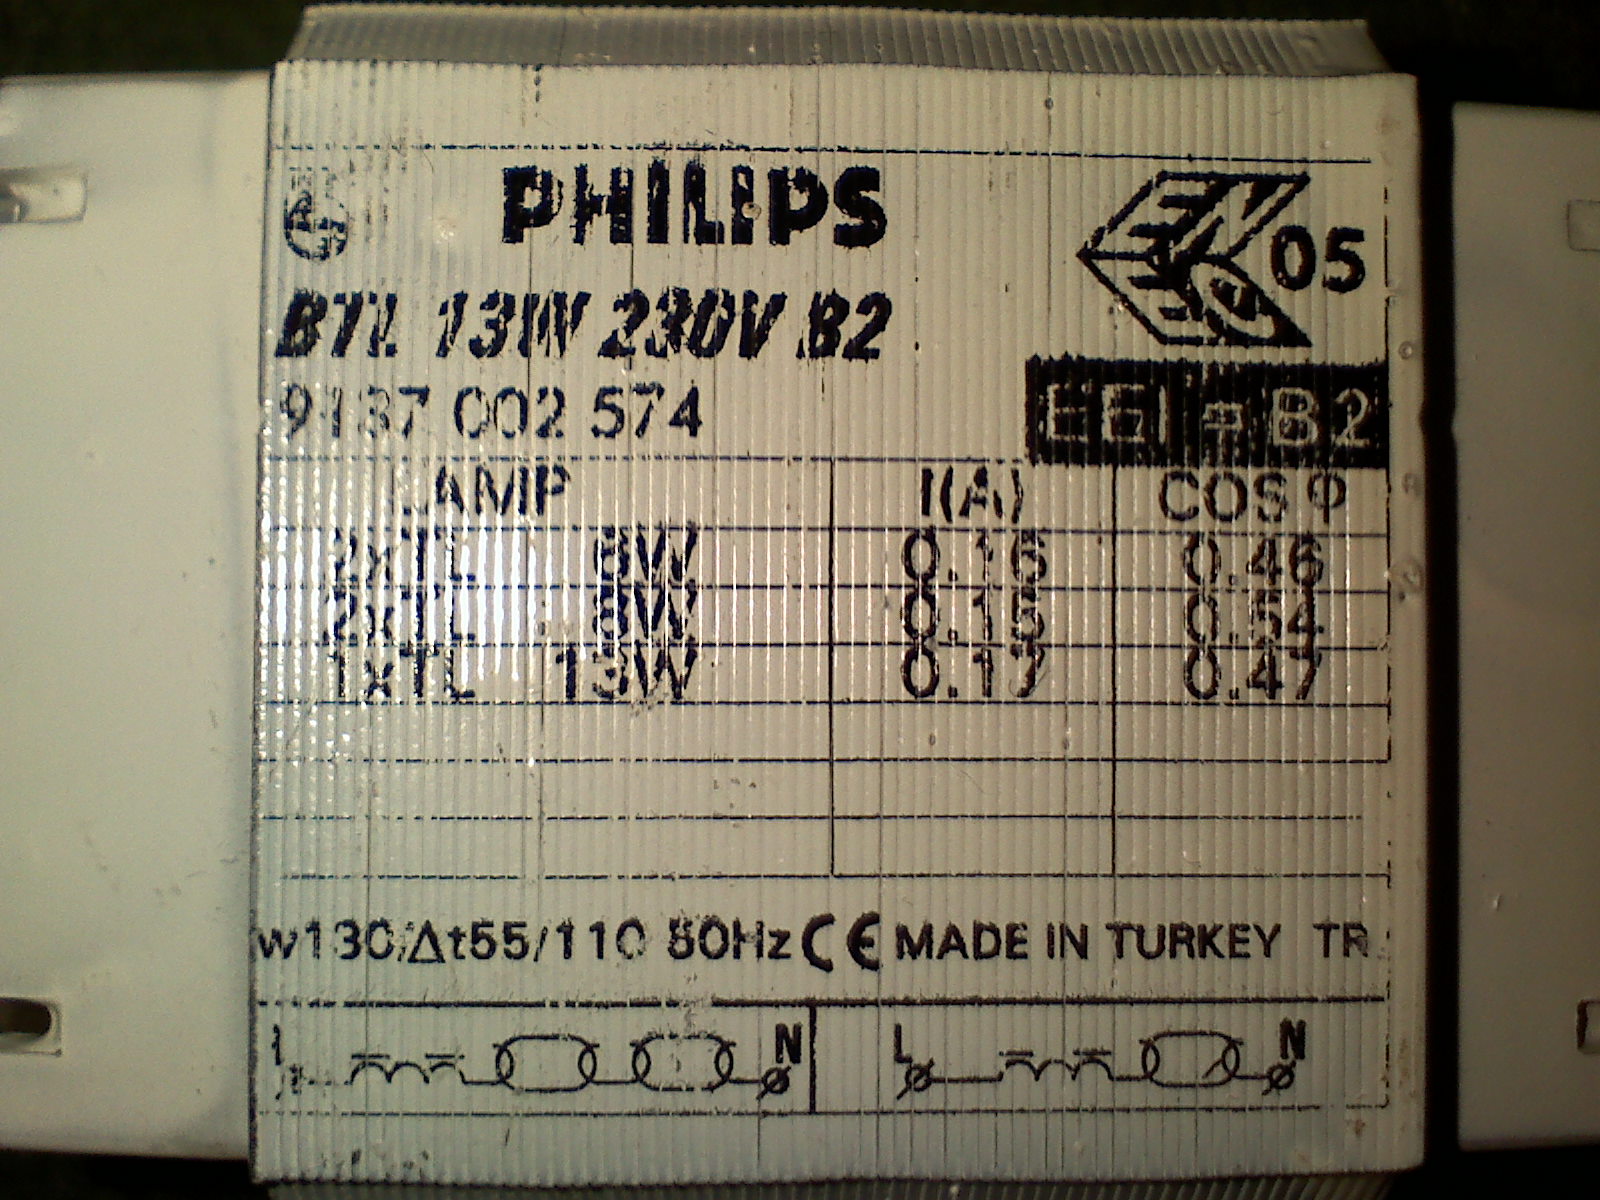 PHILIPS
05
BTL 13W 230V B2
9137 002 574
EEI = B2
LAMP I(A) COS φ
2xTL 6W 0.16 0.46
2xTL 8W 0.15 0.54
1xTL 13W 0.17 0.47
w130/Δt55/110 50Hz CE MADE IN TURKEY TR
L N L N